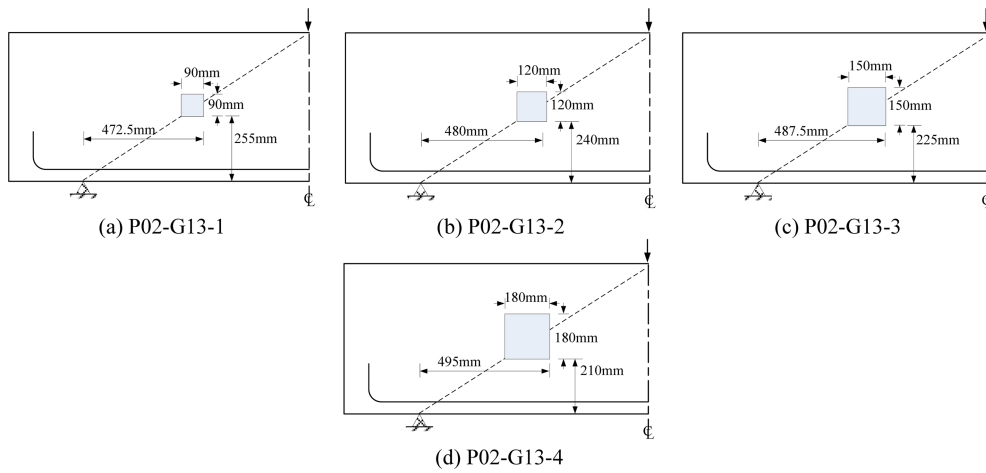 90mm
90mm
472.5mm
255mm
℄
(a) P02-G13-1
120mm
120mm
480mm
240mm
℄
(b) P02-G13-2
150mm
150mm
487.5mm
225mm
℄
(c) P02-G13-3
180mm
180mm
495mm
210mm
℄
(d) P02-G13-4